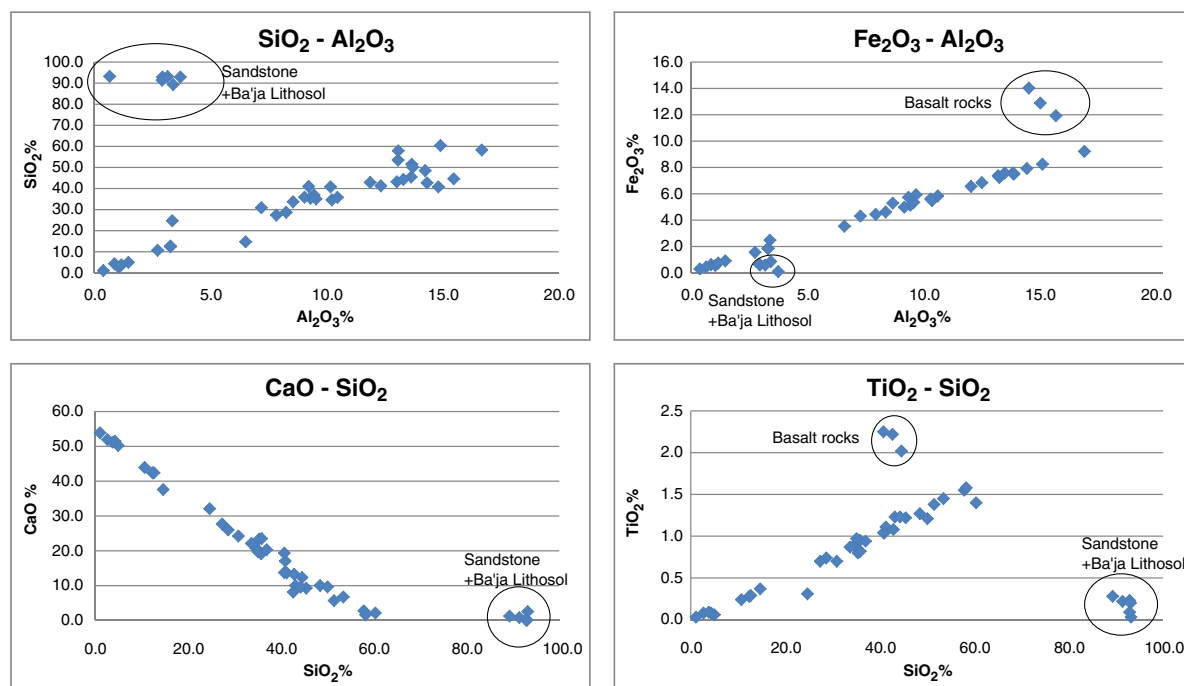 SiO2 - Al2O3
100.0
90.0
80.0
70.0
60.0
50.0
40.0
30.0
20.0
10.0
0.0
SiO2%
Sandstone
+Ba'ja Lithosol
0.0 5.0 10.0 15.0 20.0
Al2O3%
Fe2O3 - Al2O3
16.0
14.0
12.0
10.0
8.0
6.0
4.0
2.0
0.0
Fe2O3%
Basalt rocks
Sandstone
+Ba'ja Lithosol
0.0 5.0 10.0 15.0 20.0
Al2O3%
CaO - SiO2
60.0
50.0
40.0
30.0
20.0
10.0
0.0
CaO %
Sandstone
+Ba'ja Lithosol
0.0 20.0 40.0 60.0 80.0 100.0
SiO2%
TiO2 - SiO2
2.5
2.0
1.5
1.0
0.5
0.0
TiO2%
Basalt rocks
Sandstone
+Ba'ja Lithosol
0.0 20.0 40.0 60.0 80.0 100.0
SiO2%